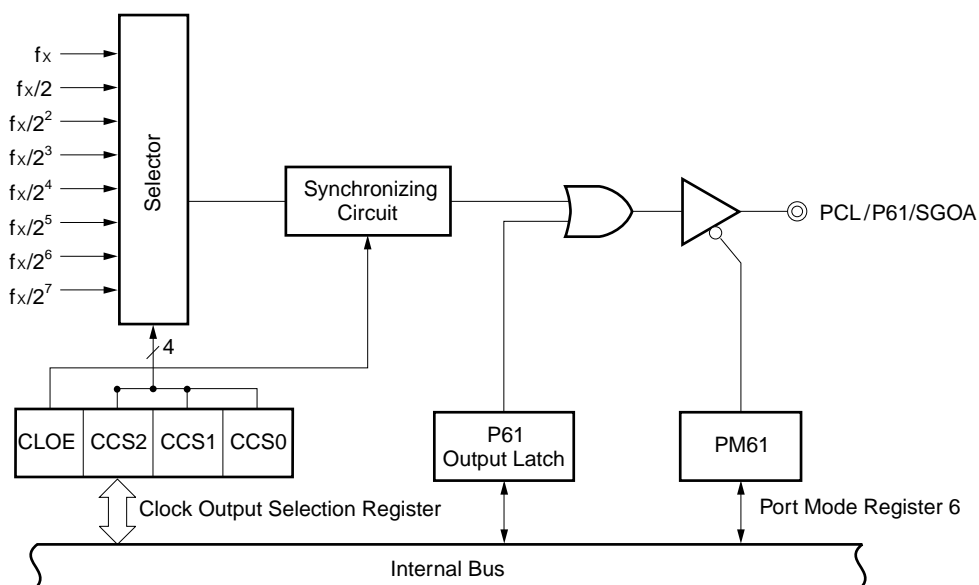 fX
fX/2
fX/2²
fX/2³
fX/2⁴
fX/2⁵
fX/2⁶
fX/2⁷
Selector
Synchronizing
Circuit
PCL/P61/SGOA
4
CLOE CCS2 CCS1 CCS0
P61
Output Latch
PM61
Clock Output Selection Register
Port Mode Register 6
Internal Bus